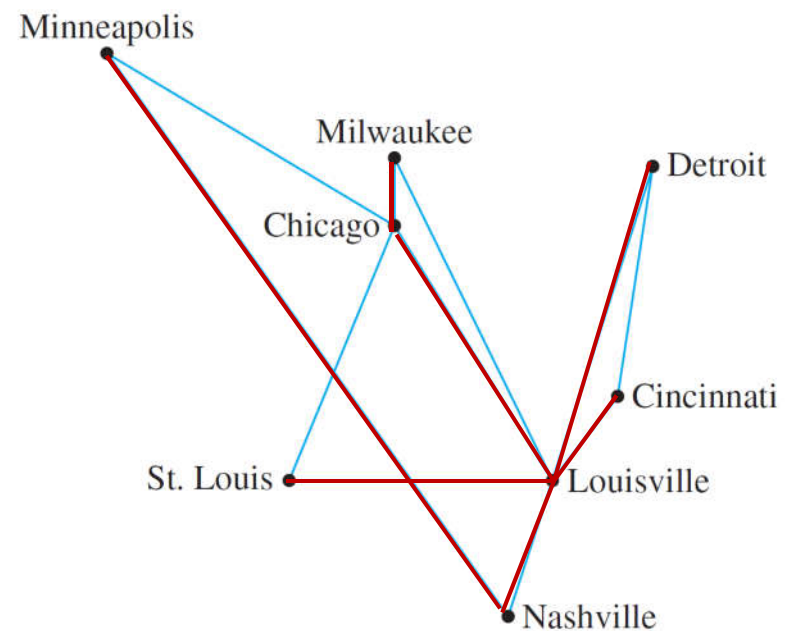 Minneapolis
Milwaukee
Detroit
Chicago
Cincinnati
St. Louis
Louisville
Nashville